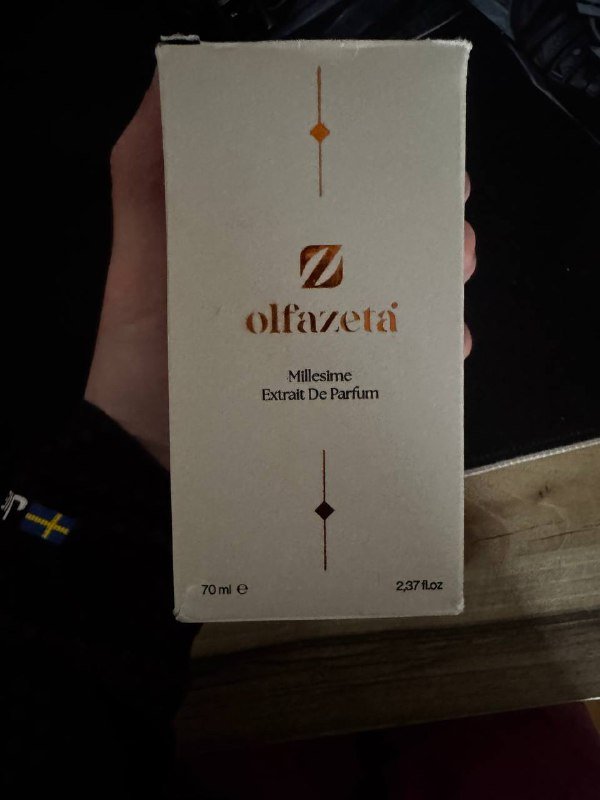 olfazeta
Millesime
Extrait De Parfum
70 ml ℮
2,37 fl.oz